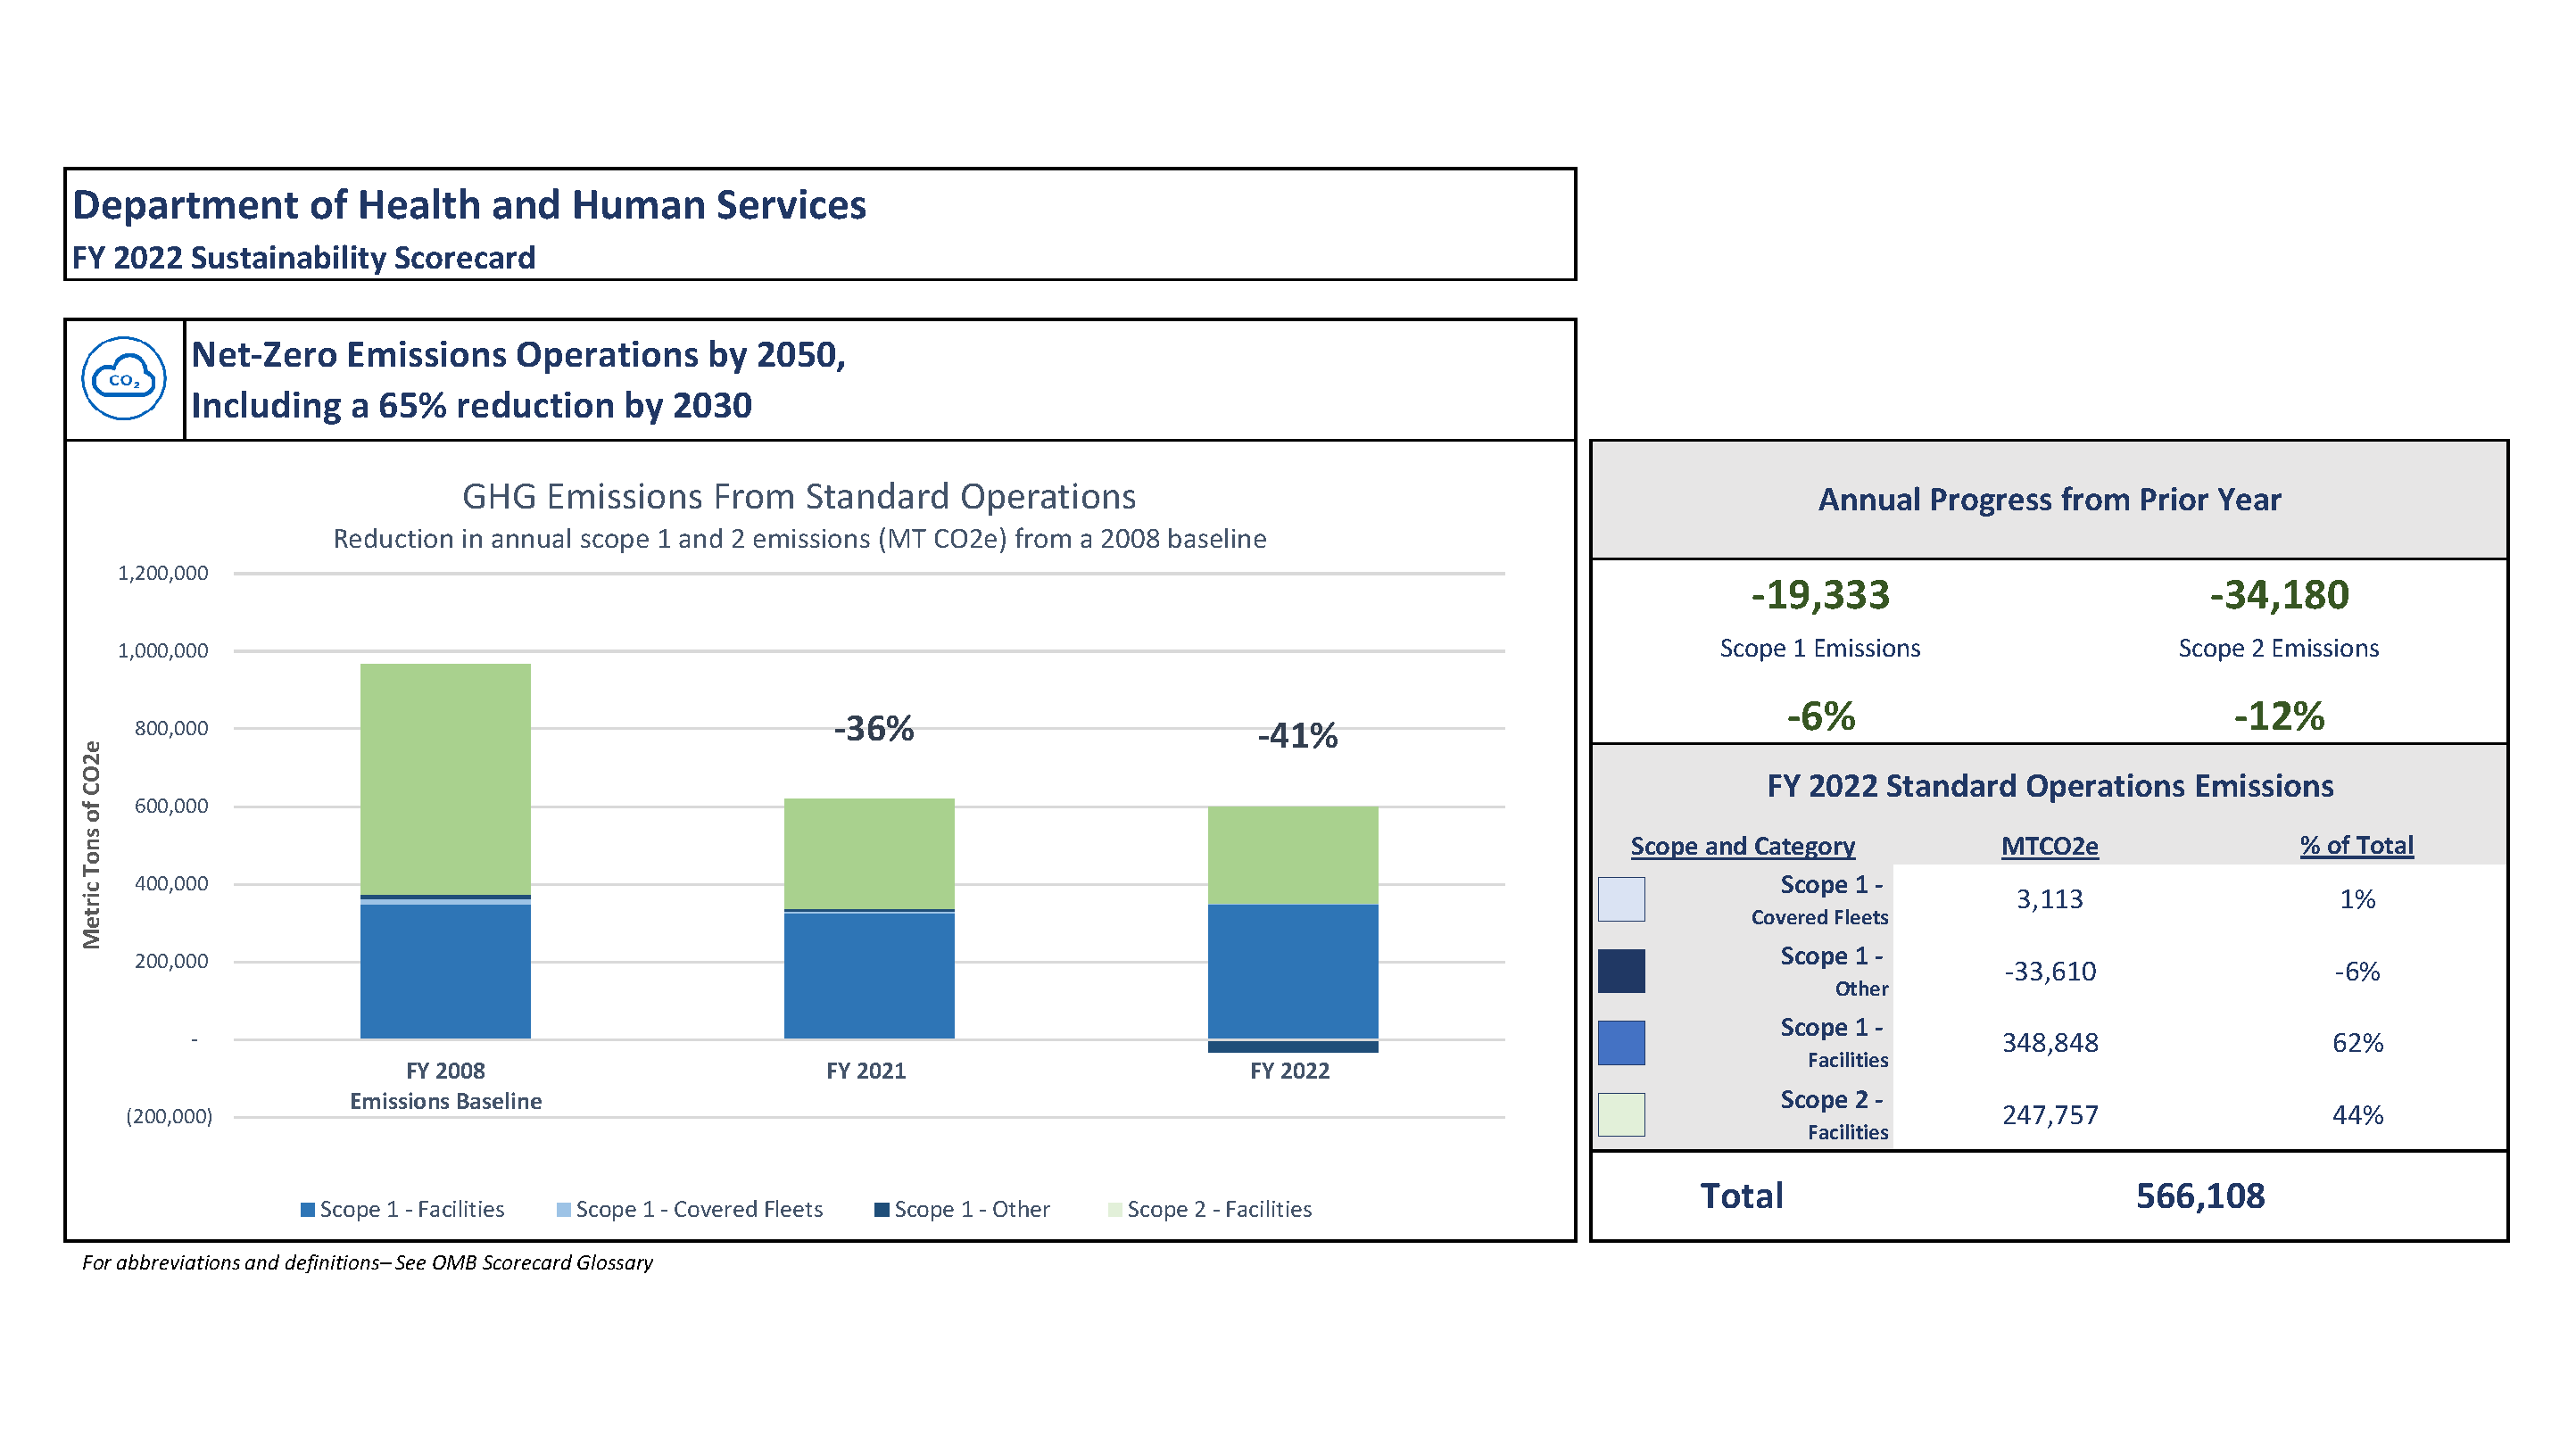 Department of Health and Human Services
FY 2022 Sustainability Scorecard
CO2
Net-Zero Emissions Operations by 2050,
Including a 65% reduction by 2030
GHG Emissions From Standard Operations
Reduction in annual scope 1 and 2 emissions (MT CO2e) from a 2008 baseline
Metric Tons of CO2e
1,200,000
1,000,000
800,000
600,000
400,000
200,000
-
(200,000)
-36%
-41%
FY 2008
Emissions Baseline
FY 2021
FY 2022
Scope 1 - Facilities
Scope 1 - Covered Fleets
Scope 1 - Other
Scope 2 - Facilities
For abbreviations and definitions– See OMB Scorecard Glossary
Annual Progress from Prior Year
-19,333 -34,180
Scope 1 Emissions Scope 2 Emissions
-6% -12%
FY 2022 Standard Operations Emissions
Scope and Category MTCO2e % of Total
Scope 1 -
Covered Fleets 3,113 1%
Scope 1 -
Other -33,610 -6%
Scope 1 -
Facilities 348,848 62%
Scope 2 -
Facilities 247,757 44%
Total 566,108